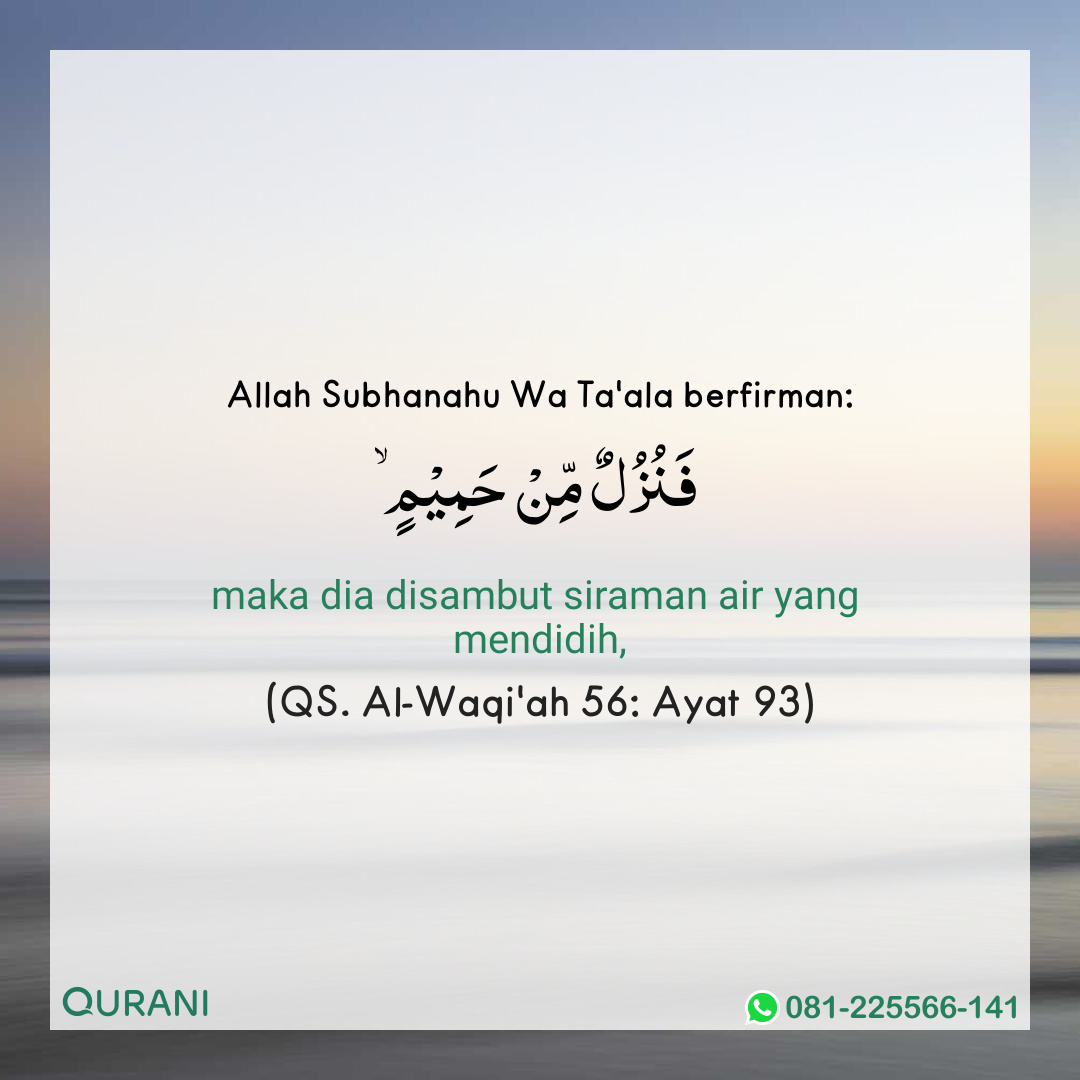 Allah Subhanahu Wa Ta'ala berfirman:
فَنُزُلٌ مِّنْ حَمِيْمٍۙ
maka dia disambut siraman air yang
mendidih,
(QS. Al-Waqi'ah 56: Ayat 93)
QURANI
081-225566-141